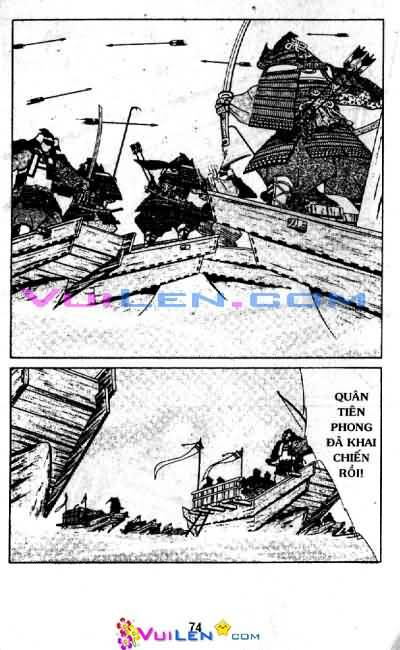 VUILEN.COM
QUÂN
TIÊN
PHONG
ĐÃ KHAI
CHIẾN
RỒI!
74
VUILEN COM